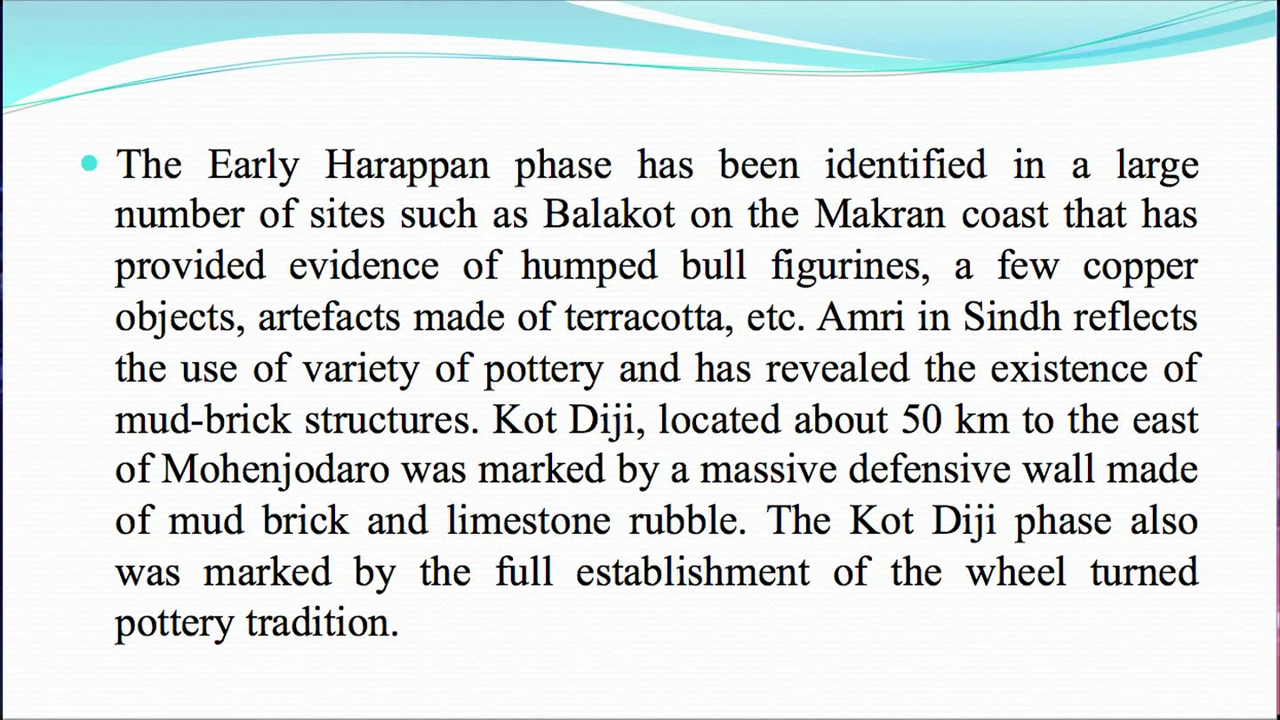 • The Early Harappan phase has been identified in a large
number of sites such as Balakot on the Makran coast that has
provided evidence of humped bull figurines, a few copper
objects, artefacts made of terracotta, etc. Amri in Sindh reflects
the use of variety of pottery and has revealed the existence of
mud-brick structures. Kot Diji, located about 50 km to the east
of Mohenjodaro was marked by a massive defensive wall made
of mud brick and limestone rubble. The Kot Diji phase also
was marked by the full establishment of the wheel turned
pottery tradition.